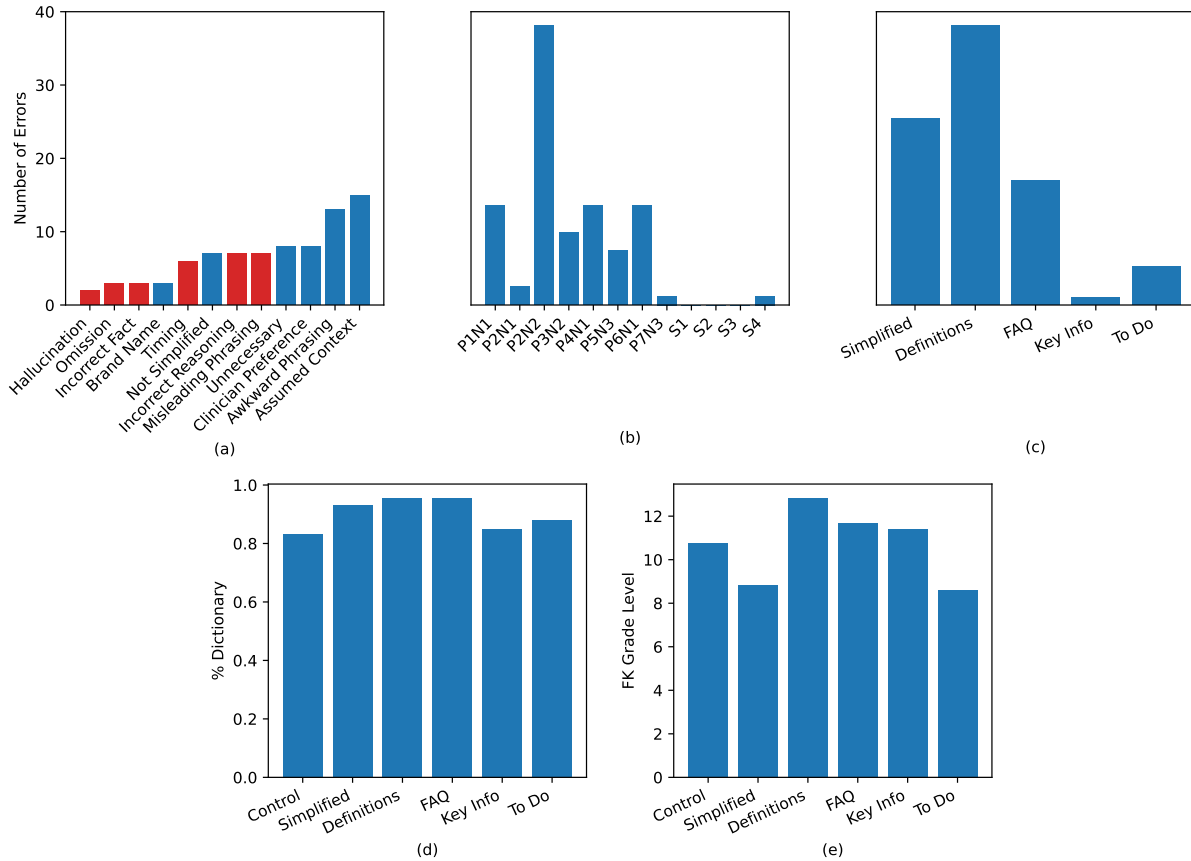 40
30
20
10
0
Number of Errors
Hallucination
Omission
Incorrect Fact
Brand Name
Timing
Not Simplified
Incorrect Reasoning
Misleading Phrasing
Unnecessary
Clinician Preference
Awkward Phrasing
Assumed Context
(a)
P1N1
P2N1
P2N2
P3N2
P4N1
P5N3
P6N1
P7N3
S1
S2
S3
S4
(b)
Simplified
Definitions
FAQ
Key Info
To Do
(c)
1.0
0.8
0.6
0.4
0.2
0.0
% Dictionary
Control
Simplified
Definitions
FAQ
Key Info
To Do
(d)
12
10
8
6
4
2
0
FK Grade Level
Control
Simplified
Definitions
FAQ
Key Info
To Do
(e)